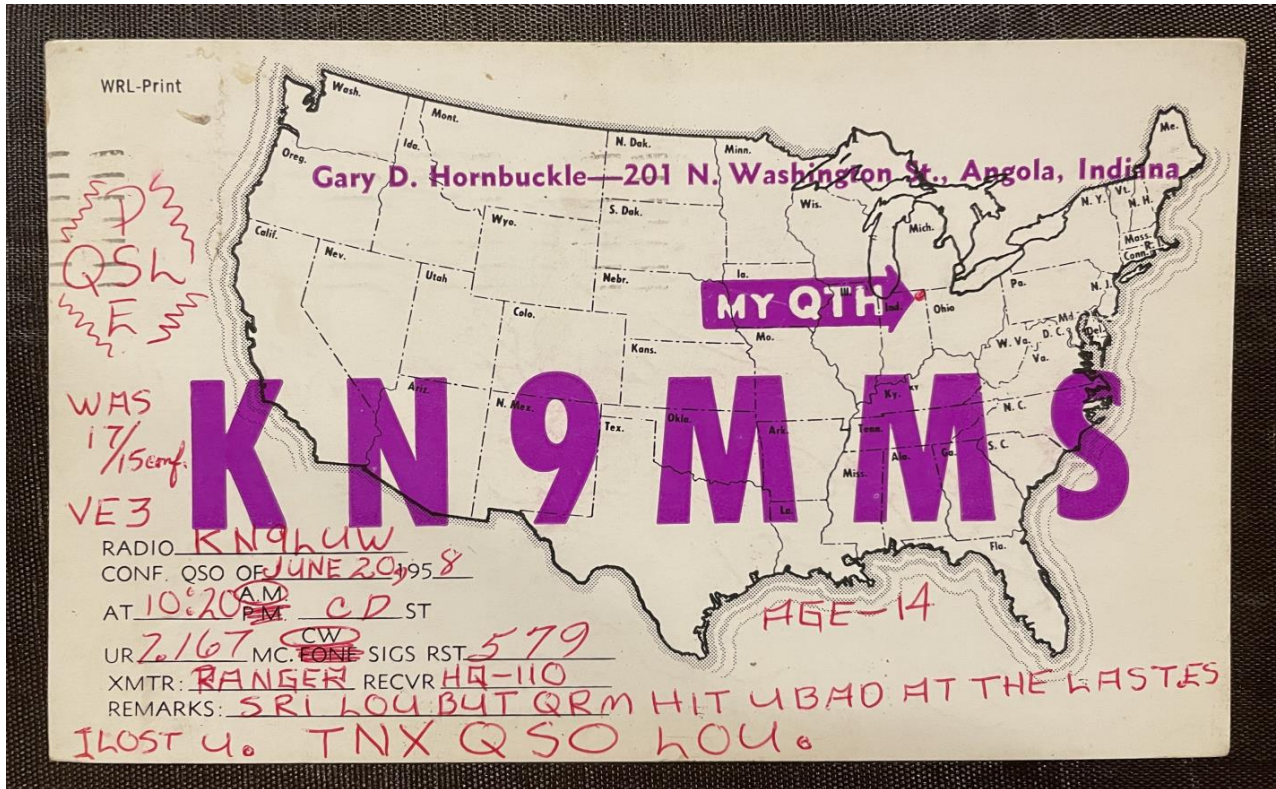 WRL-Print
Wash.
Mont.
N. Dak.
Minn.
Me.
Oreg.
Ida.
Gary D. Hornbuckle—201 N. Washington St., Angola, Indiana
P
QSL
E
Wyo.
S. Dak.
Wis.
Mich.
N. Y.
Vt.
N. H.
Mass.
R. I.
Conn.
Calif.
Nev.
Utah
Nebr.
Ia.
Ill.
Ind.
Ohio
Pa.
N. J.
MY QTH
Colo.
Kans.
Mo.
W. Va.
Va.
Md.
D. C.
Del.
WAS
17/15 conf.
Ariz.
N. Mex.
Tex.
Okla.
Ark.
Ky.
Tenn.
N. C.
S. C.
Miss.
Ala.
Ga.
La.
Fla.
KN9MMS
VE3
RADIO KN9LUW
CONF. QSO OF JUNE 20, 1958
AT 10:20 A.M. P.M. CD ST
AGE-14
UR 7.167 MC. CW FONE SIGS RST 579
XMTR: RANGER RECVR HQ-110
REMARKS: SRI LOU BUT QRM HIT U BAD AT THE LAST ES
I LOST U. TNX QSO LOU.